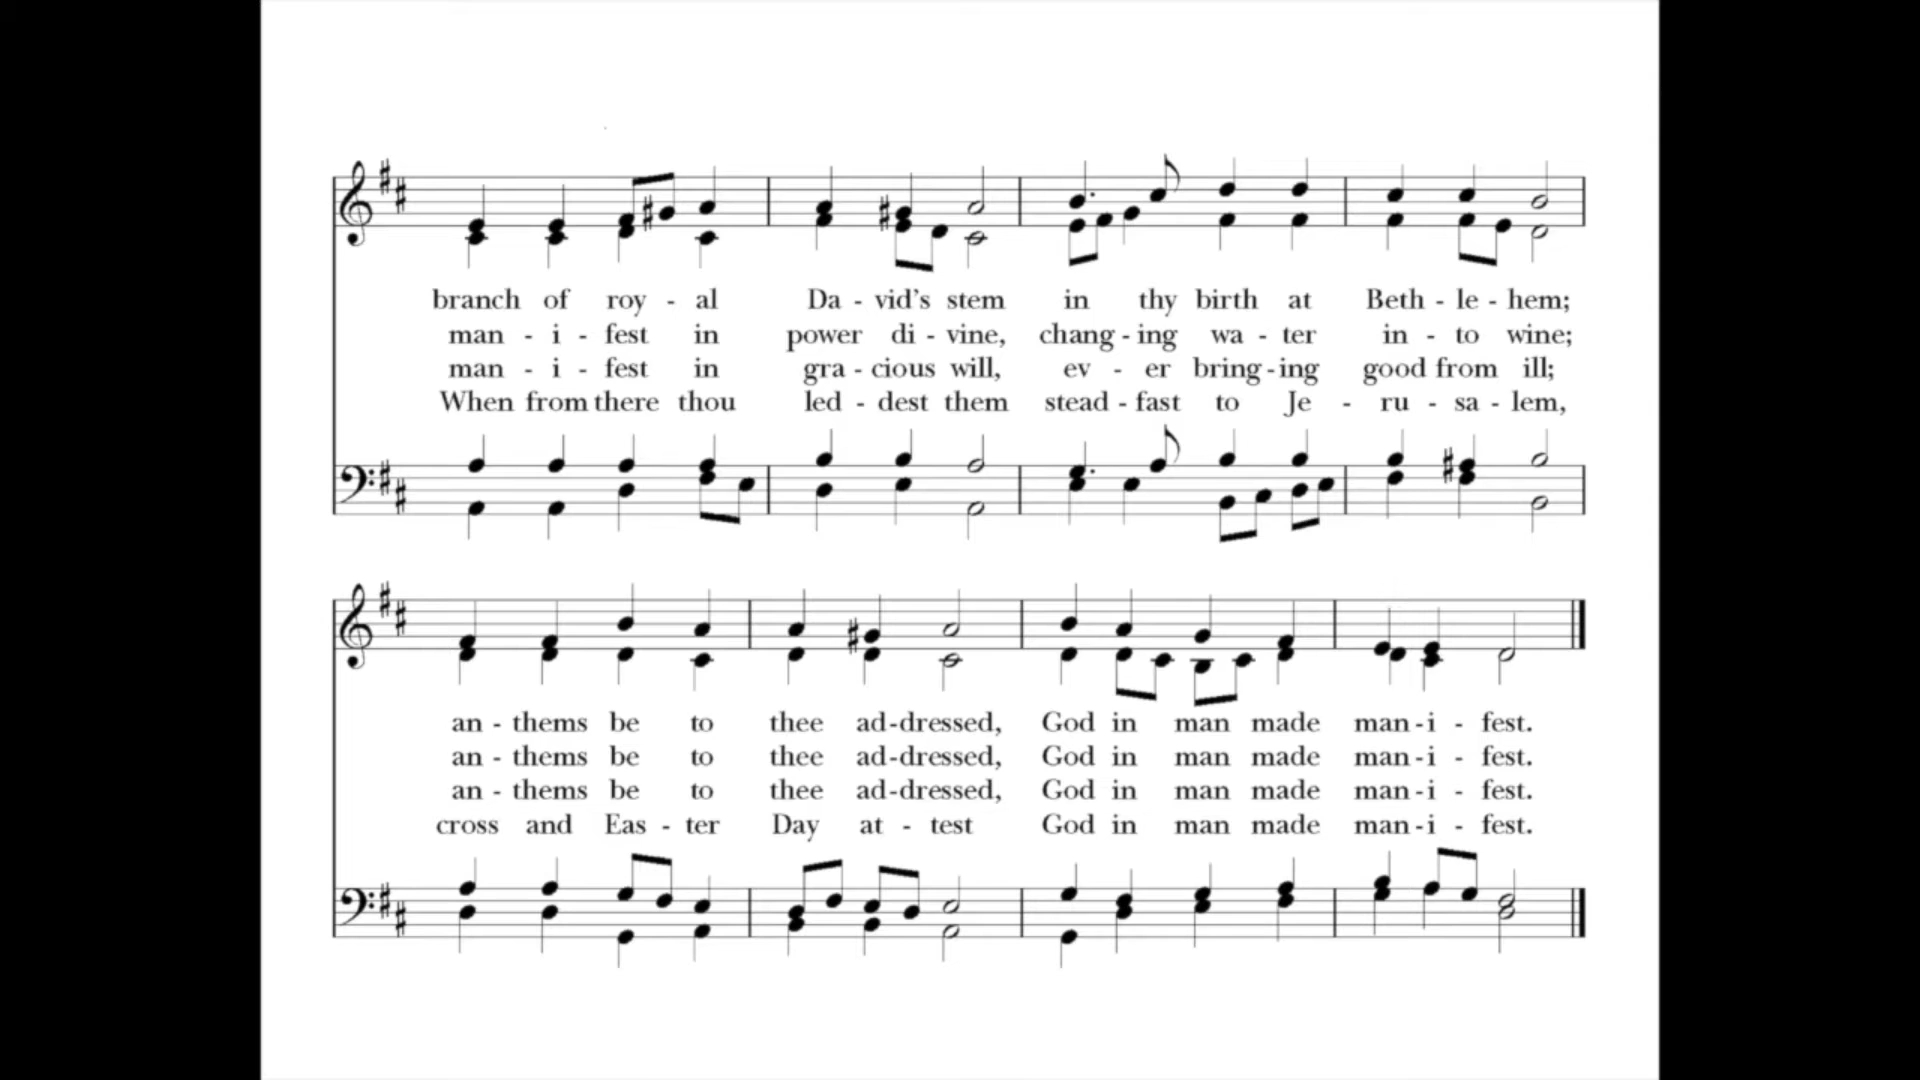 branch of roy - al Da - vid's stem in thy birth at Beth - le - hem;
man - i - fest in power di - vine, chang - ing wa - ter in - to wine;
man - i - fest in gra - cious will, ev - er bring - ing good from ill;
When from there thou led - dest them stead - fast to Je - ru - sa - lem,
an - thems be to thee ad - dressed, God in man made man - i - fest.
an - thems be to thee ad - dressed, God in man made man - i - fest.
an - thems be to thee ad - dressed, God in man made man - i - fest.
cross and Eas - ter Day at - test God in man made man - i - fest.